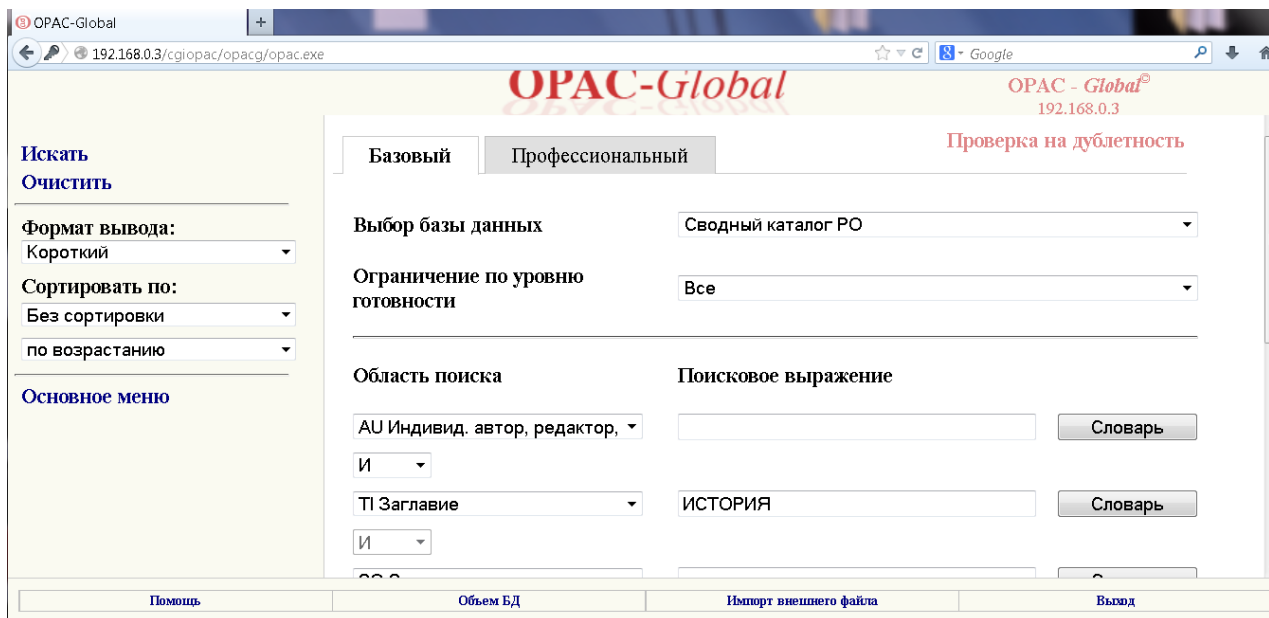 OPAC-Global
+
192.168.0.3/cgiopac/opacg/opac.exe
Google
OPAC-Global
OPAC - Global©
192.168.0.3
Проверка на дублетность
Искать
Очистить
Формат вывода:
Короткий
Сортировать по:
Без сортировки
по возрастанию
Основное меню
Базовый Профессиональный
Выбор базы данных Сводный каталог РО
Ограничение по уровню
готовности
Все
Область поиска Поисковое выражение
AU Индивид. автор, редактор, Словарь
И
TI Заглавие ИСТОРИЯ Словарь
И
Помощь Объем БД Импорт внешнего файла Выход